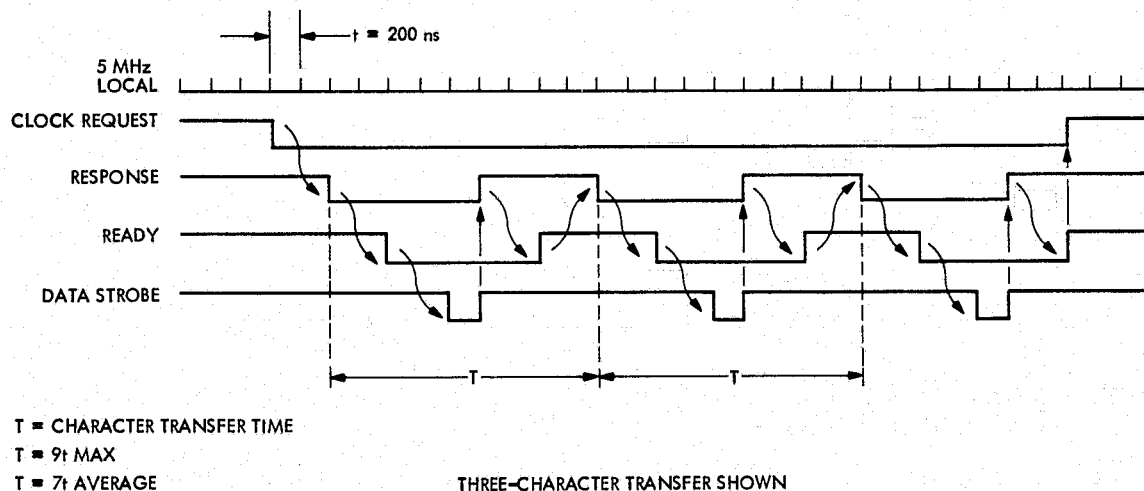 t = 200 ns
5 MHz
LOCAL
CLOCK REQUEST
RESPONSE
READY
DATA STROBE
T
T
T = CHARACTER TRANSFER TIME
T = 9t MAX
T = 7t AVERAGE
THREE-CHARACTER TRANSFER SHOWN